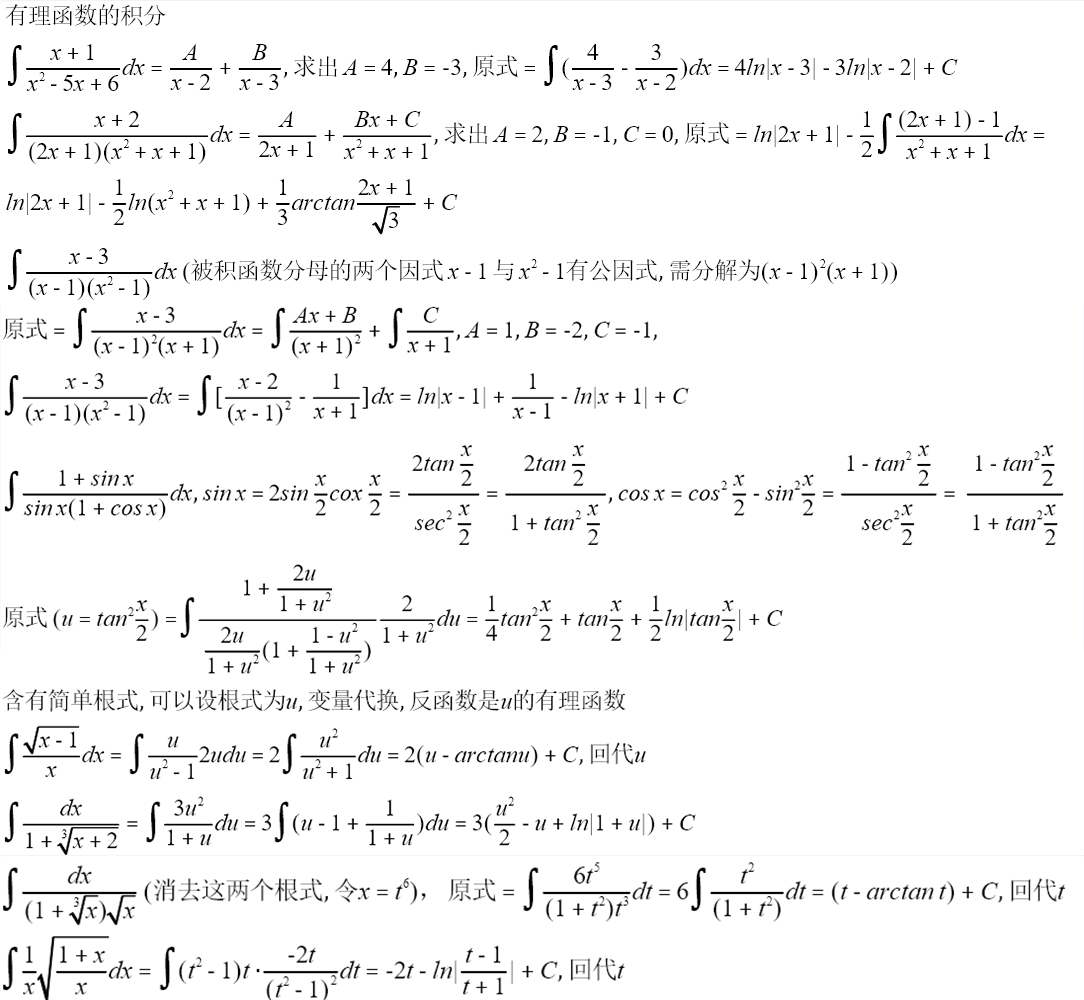 有理函数的积分
∫ (x + 1)/(x² - 5x + 6) dx = A/(x - 2) + B/(x - 3), 求出 A = 4, B = -3, 原式 = ∫ (4/(x - 3) - 3/(x - 2))dx = 4ln|x - 3| - 3ln|x - 2| + C
∫ (x + 2)/((2x + 1)(x² + x + 1)) dx = A/(2x + 1) + (Bx + C)/(x² + x + 1), 求出 A = 2, B = -1, C = 0, 原式 = ln|2x + 1| - 1/2 ∫ ((2x + 1) - 1)/(x² + x + 1) dx =
ln|2x + 1| - 1/2 ln(x² + x + 1) + 1/3 arctan (2x + 1)/√3 + C
∫ (x - 3)/((x - 1)(x² - 1)) dx (被积函数分母的两个因式 x - 1 与 x² - 1有公因式, 需分解为(x - 1)²(x + 1))
原式 = ∫ (x - 3)/((x - 1)²(x + 1)) dx = ∫ (Ax + B)/(x + 1)² + ∫ C/(x + 1), A = 1, B = -2, C = -1,
∫ (x - 3)/((x - 1)(x² - 1)) dx = ∫ [(x - 2)/(x - 1)² - 1/(x + 1)]dx = ln|x - 1| + 1/(x - 1) - ln|x + 1| + C
∫ (1 + sin x)/(sin x(1 + cos x)) dx, sin x = 2sin x/2 cox x/2 = (2tan x/2)/(sec² x/2) = (2tan x/2)/(1 + tan² x/2), cos x = cos² x/2 - sin² x/2 = (1 - tan² x/2)/(sec² x/2) = (1 - tan² x/2)/(1 + tan² x/2)
原式 (u = tan² x/2) = ∫ (1 + 2u/(1 + u²))/(2u/(1 + u²) (1 + (1 - u²)/(1 + u²))) 2/(1 + u²) du = 1/4 tan² x/2 + tan x/2 + 1/2 ln|tan x/2| + C
含有简单根式, 可以设根式为u, 变量代换, 反函数是u的有理函数
∫ √(x - 1)/x dx = ∫ u/(u² - 1) 2udu = 2∫ u²/(u² + 1) du = 2(u - arctanu) + C, 回代u
∫ dx/(1 + ∛(x + 2)) = ∫ 3u²/(1 + u) du = 3∫ (u - 1 + 1/(1 + u))du = 3(u²/2 - u + ln|1 + u|) + C
∫ dx/((1 + ∛x)√x) (消去这两个根式, 令x = t⁶), 原式 = ∫ 6t⁵/((1 + t²)t³) dt = 6∫ t²/(1 + t²) dt = (t - arctan t) + C, 回代t
∫ 1/x √((1 + x)/x) dx = ∫ (t² - 1)t · -2t/(t² - 1)² dt = -2t - ln|(t - 1)/(t + 1)| + C, 回代t